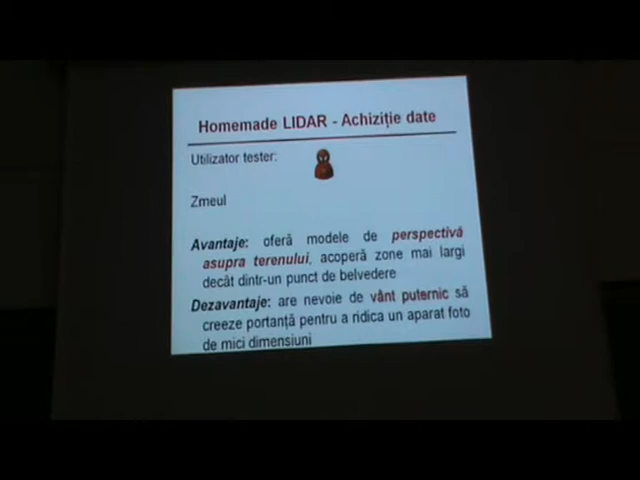 Homemade LIDAR - Achiziție date
Utilizator tester:
Zmeul
Avantaje: oferă modele de perspectivă
asupra terenului, acoperă zone mai largi
decât dintr-un punct de belvedere
Dezavantaje: are nevoie de vânt puternic să
creeze portanță pentru a ridica un aparat foto
de mici dimensiuni